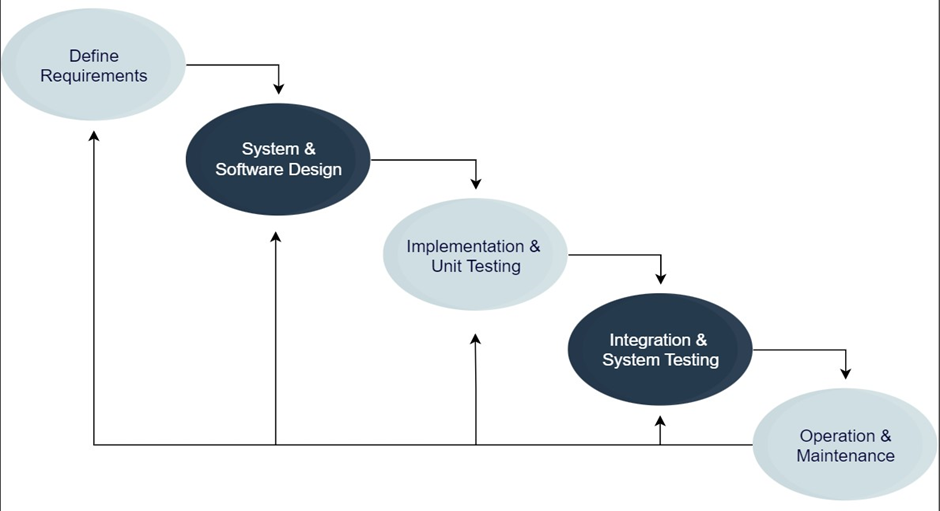 Define
Requirements
System &
Software Design
Implementation &
Unit Testing
Integration &
System Testing
Operation &
Maintenance